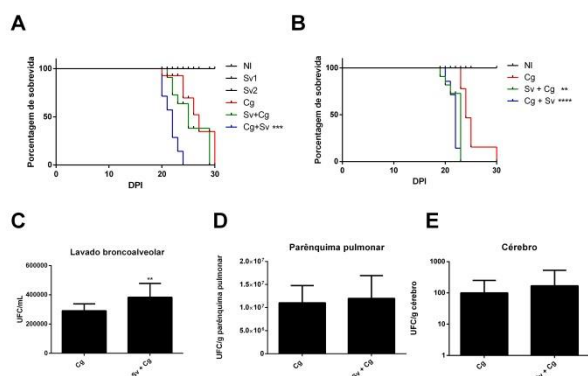 A
Porcentagem de sobrevida
100
50
0
0
10
20
30
DPI
NI
Sv1
Sv2
Cg
Sv+Cg
Cg+Sv ***
B
Porcentagem de sobrevida
100
50
0
0
10
20
30
DPI
NI
Cg
Sv + Cg **
Cg + Sv ****
C
Lavado broncoalveolar
UFC/mL
600000
400000
200000
0
**
Cg
Sv + Cg
D
Parênquima pulmonar
UFC/g parênquima pulmonar
2.0×10⁷
1.5×10⁷
1.0×10⁷
5.0×10⁶
0
Cg
Sv + Cg
E
Cérebro
UFC/g cérebro
1000
100
10
1
Cg
Sv + Cg